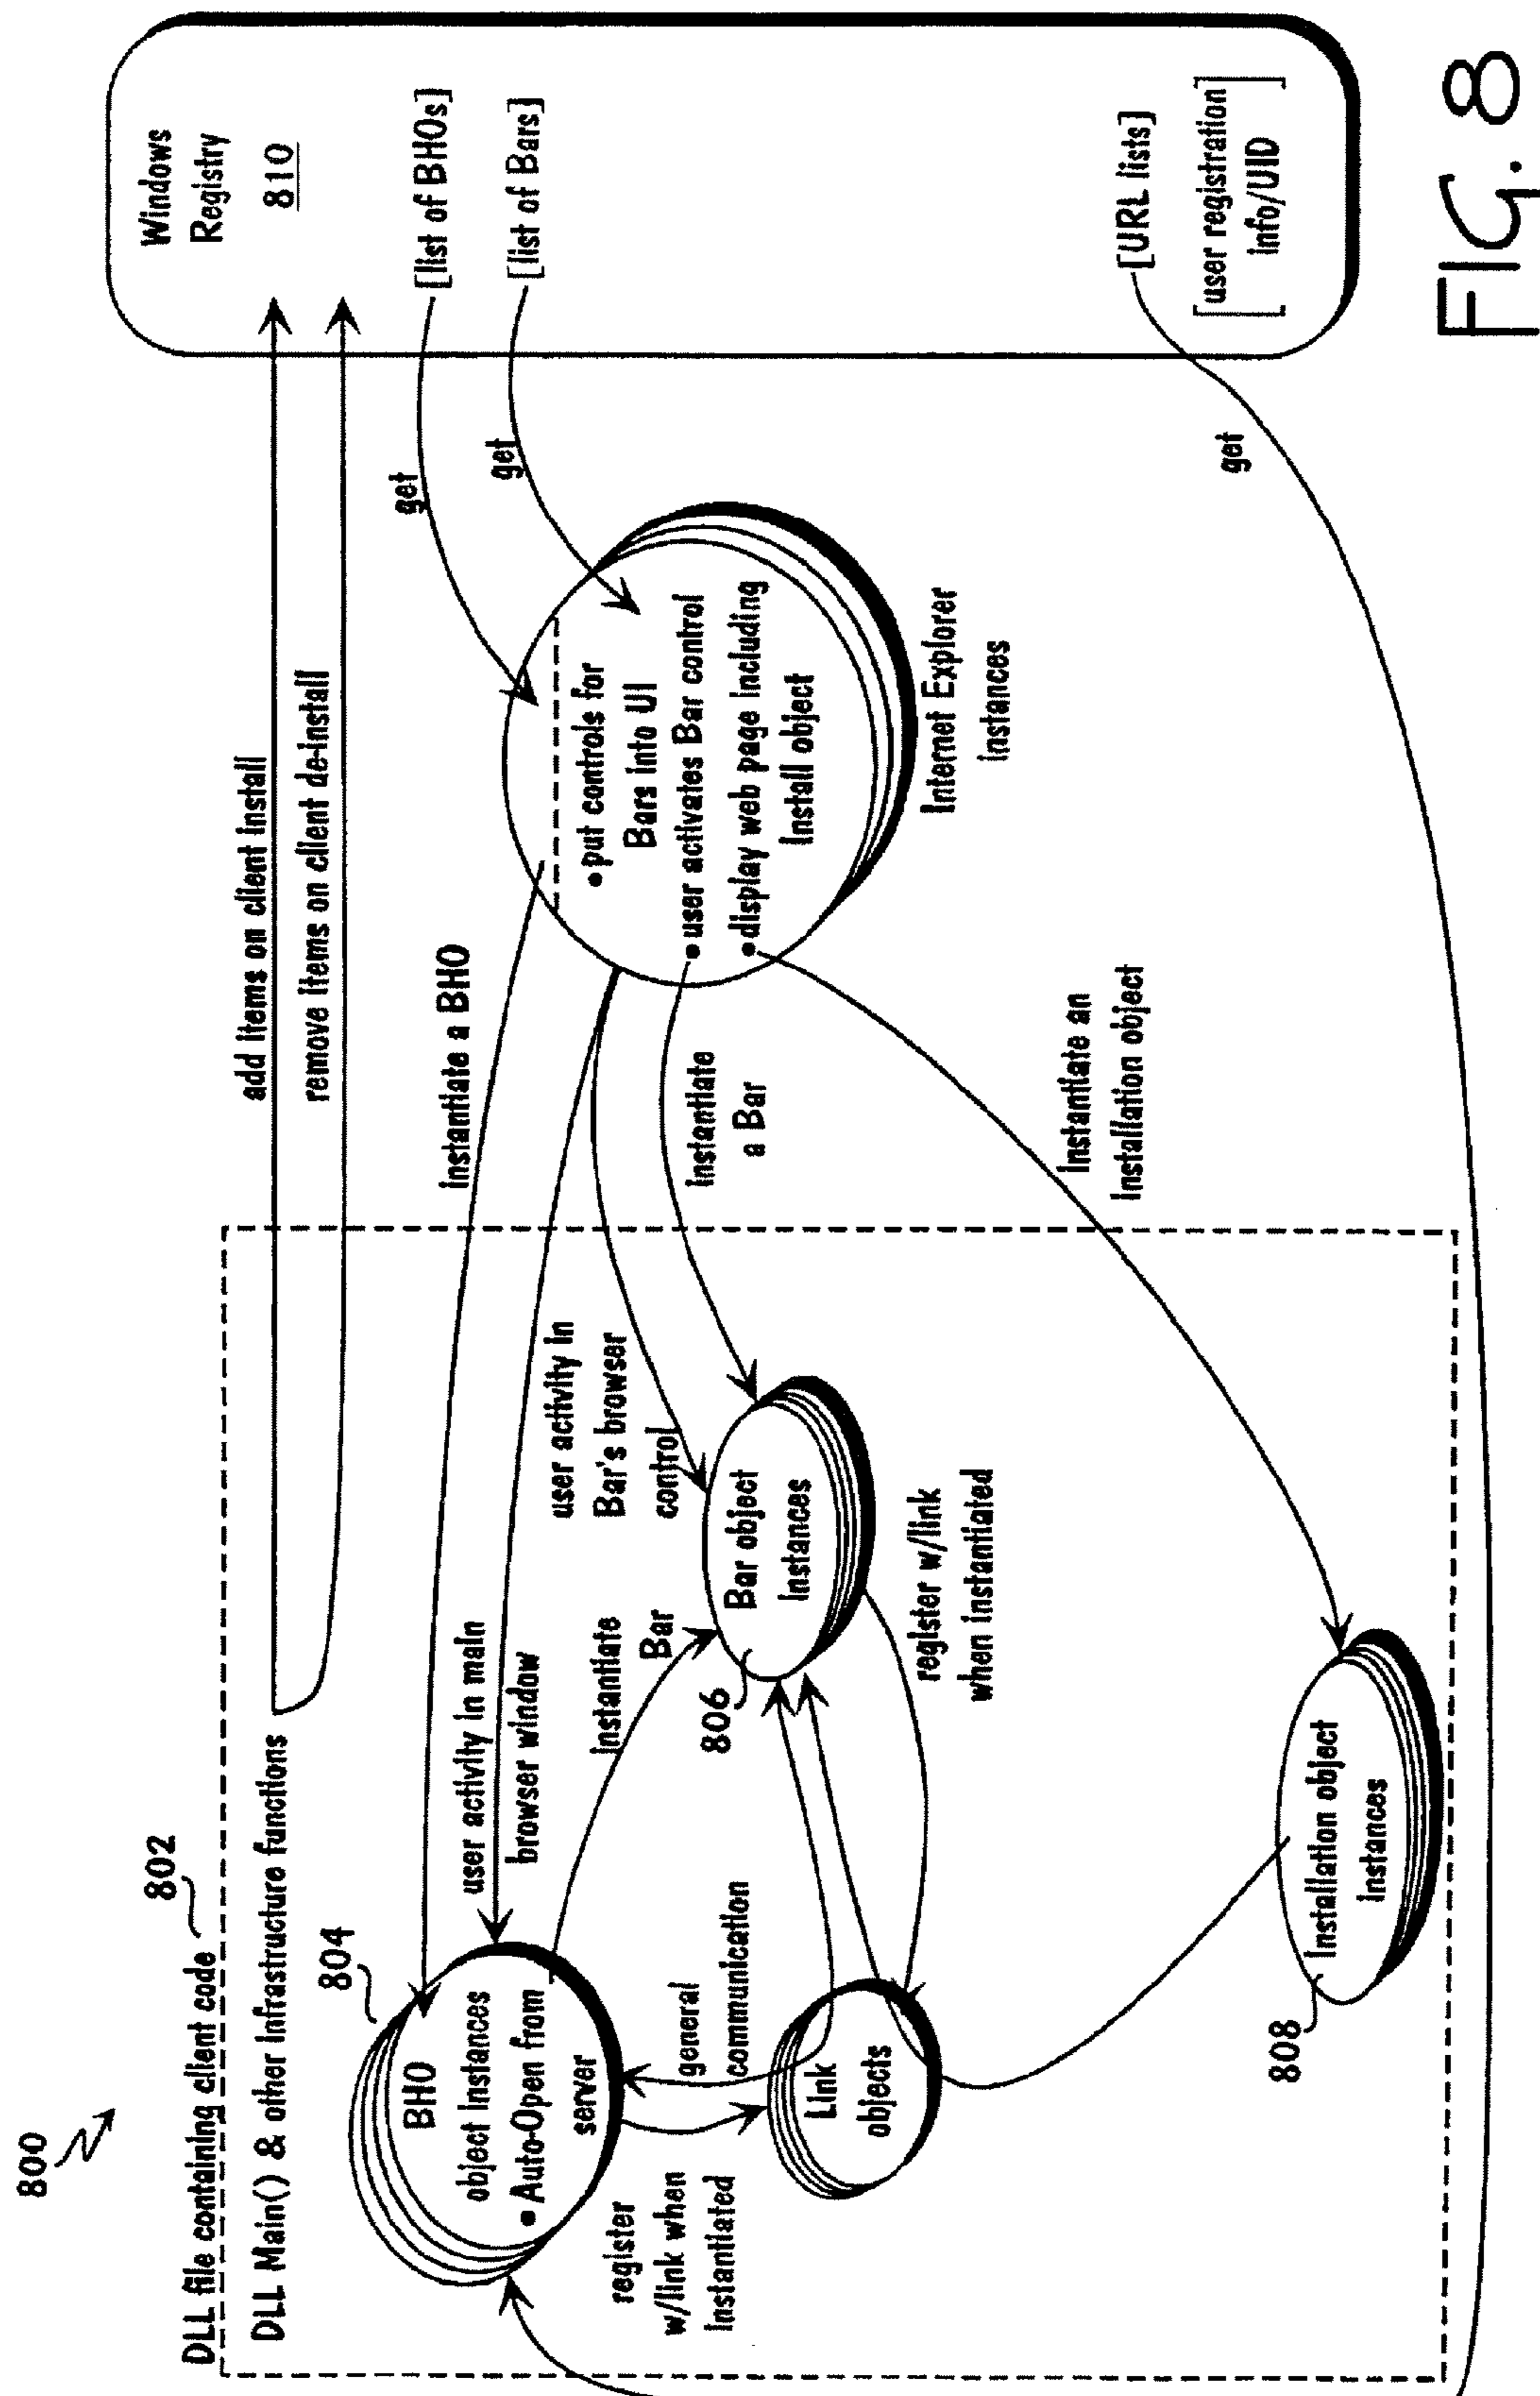 800
DLL file containing client code
802
DLL Main() & other infrastructure functions
add items on client install
remove items on client de-install
Windows
Registry
810
[list of BHOs]
[list of Bars]
get
get
804
BHO
object instances
• Auto-Open from
server
instantiate a BHO
user activity in main
browser window
user activity in
Bar's browser
control
instantiate
Bar
instantiate
a Bar
• put controls for
Bars into UI
• user activates Bar control
• display web page including
install object
Internet Explorer
instances
register
w/link when
instantiated
general
communication
806
Bar object
instances
Link
objects
register w/link
when instantiated
instantiate an
installation object
808
Installation object
instances
get
[URL lists]
[user registration]
[info/UID]
FIG. 8